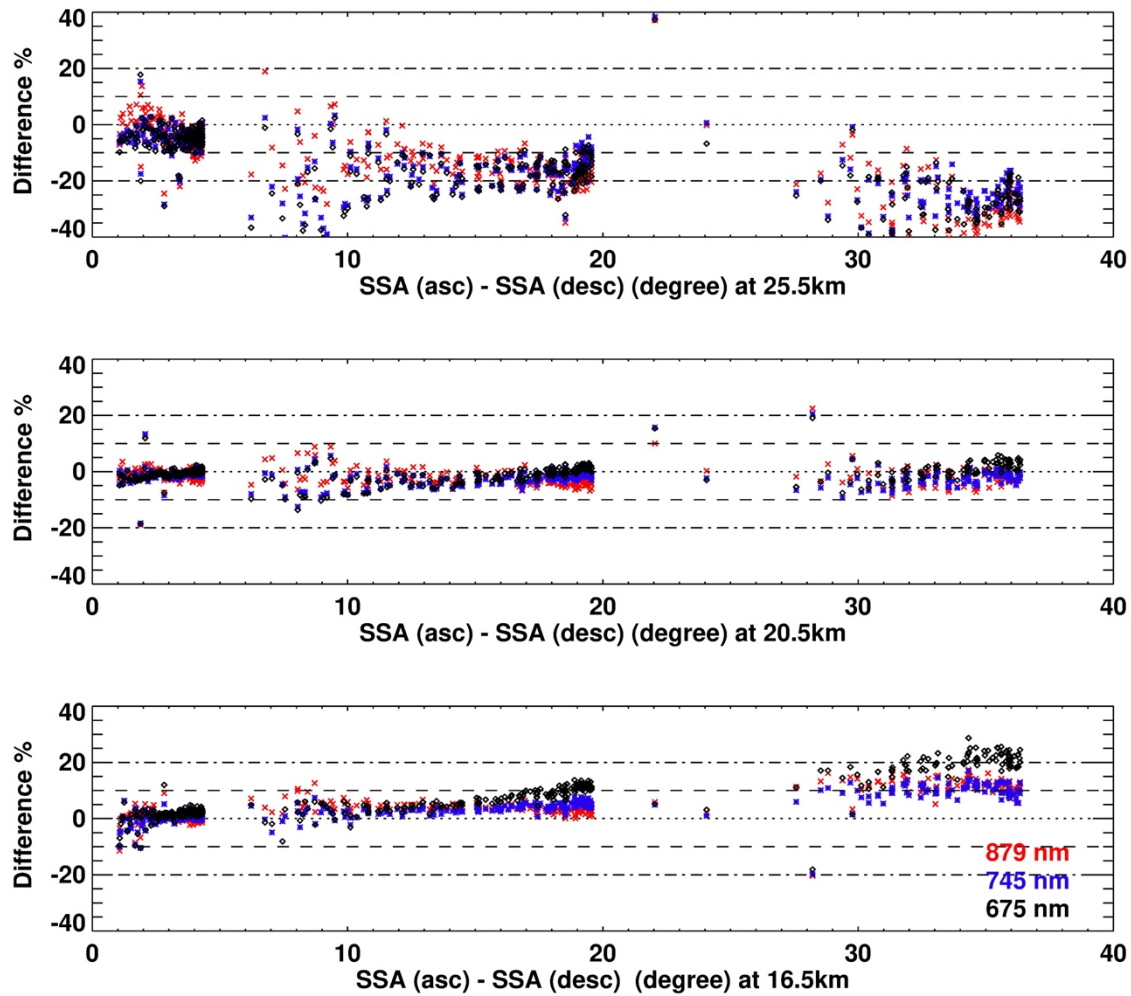 40
20
0
-20
-40
Difference %
0 10 20 30 40
SSA (asc) - SSA (desc) (degree) at 25.5km
40
20
0
-20
-40
Difference %
0 10 20 30 40
SSA (asc) - SSA (desc) (degree) at 20.5km
40
20
0
-20
-40
Difference %
879 nm
745 nm
675 nm
0 10 20 30 40
SSA (asc) - SSA (desc) (degree) at 16.5km